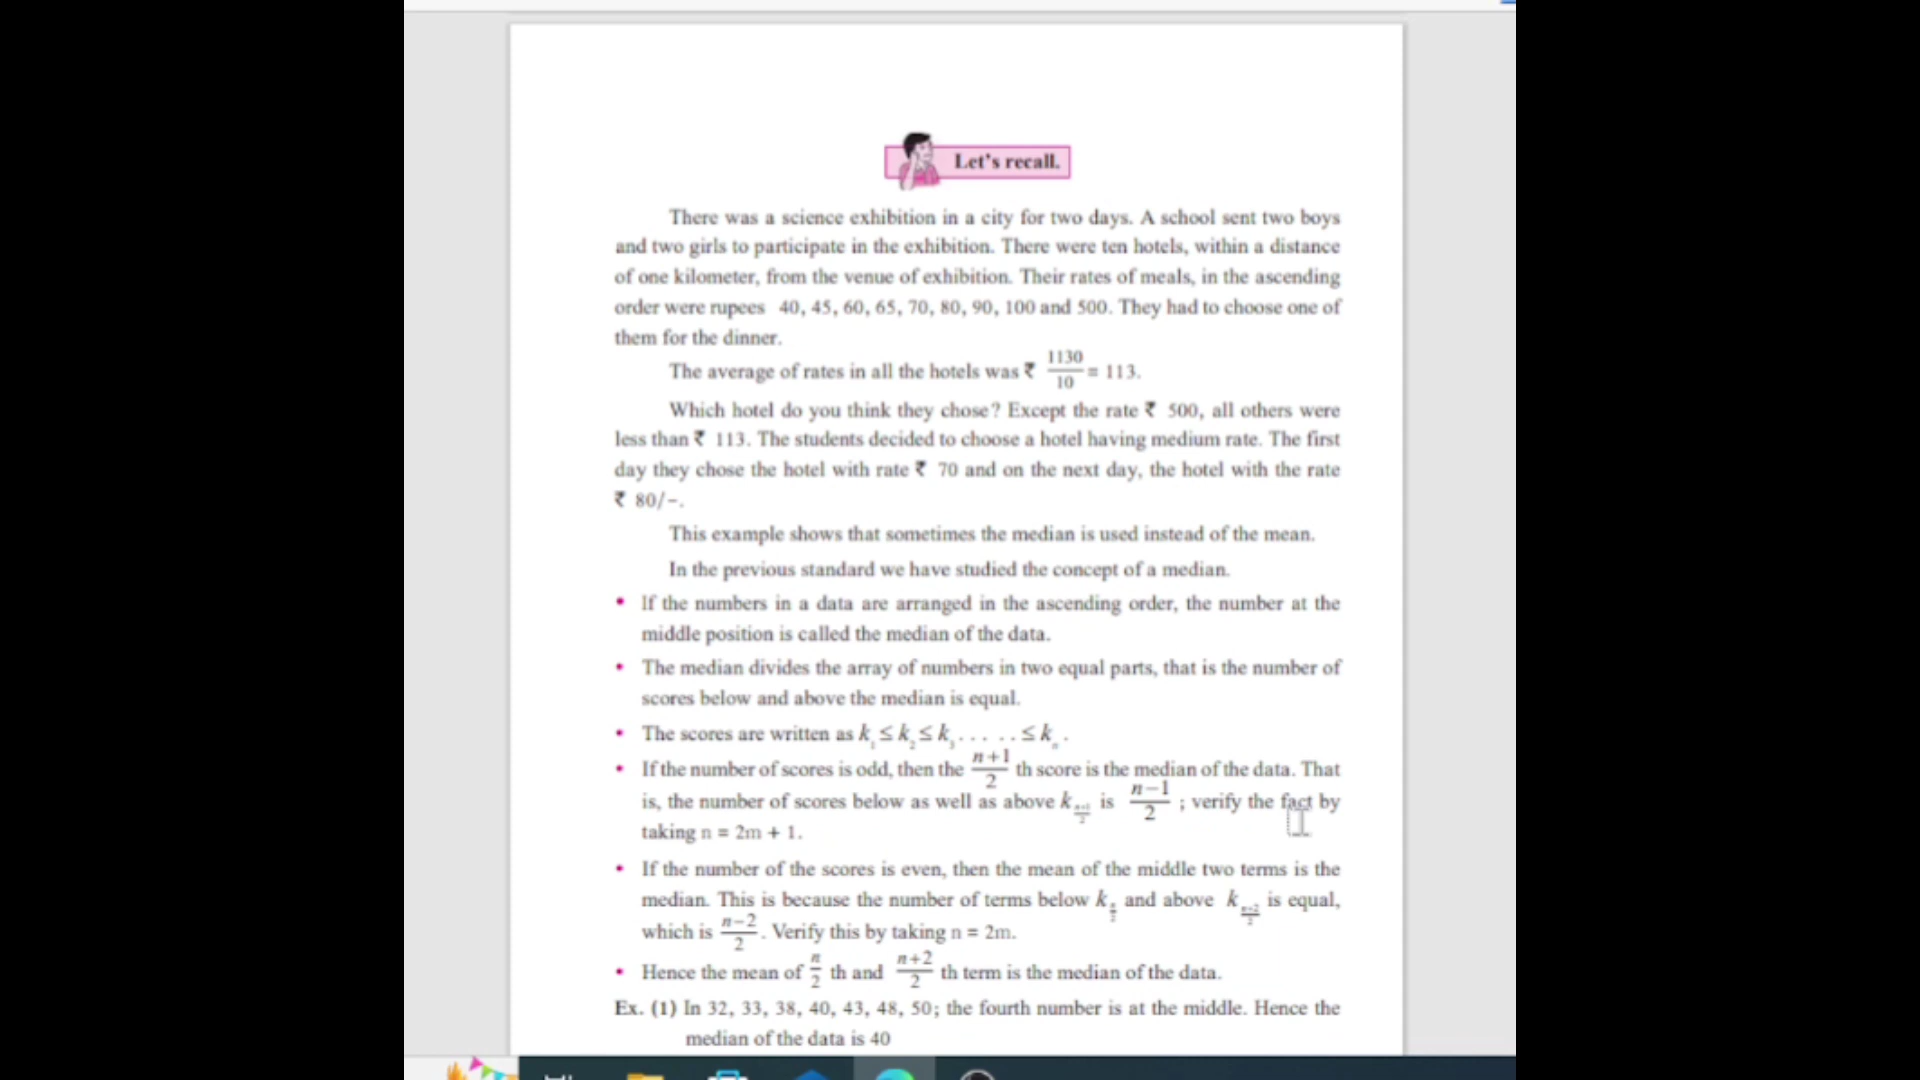 Let's recall.
There was a science exhibition in a city for two days. A school sent two boys
and two girls to participate in the exhibition. There were ten hotels, within a distance
of one kilometer, from the venue of exhibition. Their rates of meals, in the ascending
order were rupees 40, 45, 60, 65, 70, 80, 90, 100 and 500. They had to choose one of
them for the dinner.
The average of rates in all the hotels was ₹ 1130/10 = 113.
Which hotel do you think they chose? Except the rate ₹ 500, all others were
less than ₹ 113. The students decided to choose a hotel having medium rate. The first
day they chose the hotel with rate ₹ 70 and on the next day, the hotel with the rate
₹ 80/-.
This example shows that sometimes the median is used instead of the mean.
In the previous standard we have studied the concept of a median.
• If the numbers in a data are arranged in the ascending order, the number at the
middle position is called the median of the data.
• The median divides the array of numbers in two equal parts, that is the number of
scores below and above the median is equal.
• The scores are written as k₁ ≤ k₂ ≤ k₃ . . . . . ≤ kₙ .
• If the number of scores is odd, then the (n+1)/2 th score is the median of the data. That
is, the number of scores below as well as above k_(n+1)/2 is (n−1)/2 ; verify the fact by
taking n = 2m + 1.
• If the number of the scores is even, then the mean of the middle two terms is the
median. This is because the number of terms below k_n/2 and above k_(n+2)/2 is equal,
which is (n−2)/2 . Verify this by taking n = 2m.
• Hence the mean of n/2 th and (n+2)/2 th term is the median of the data.
Ex. (1) In 32, 33, 38, 40, 43, 48, 50; the fourth number is at the middle. Hence the
median of the data is 40